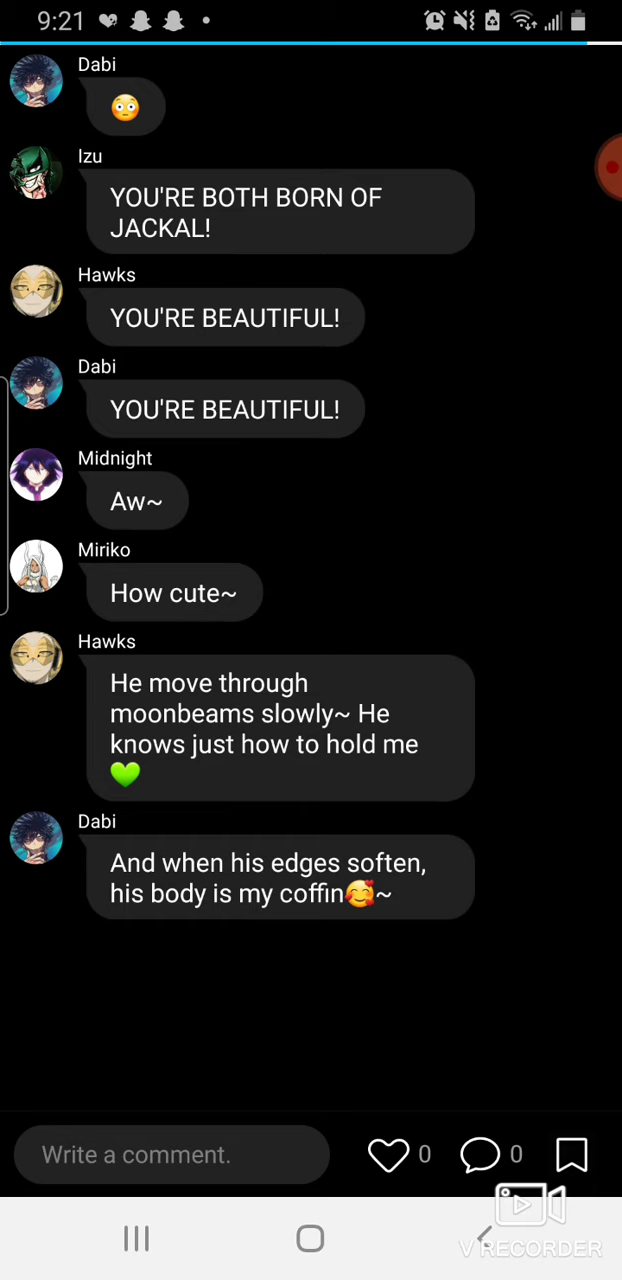 9:21
Dabi
😳
Izu
YOU'RE BOTH BORN OF
JACKAL!
Hawks
YOU'RE BEAUTIFUL!
Dabi
YOU'RE BEAUTIFUL!
Midnight
Aw~
Miriko
How cute~
Hawks
He move through
moonbeams slowly~ He
knows just how to hold me
💚
Dabi
And when his edges soften,
his body is my coffin🥰~
Write a comment.
0
0
V RECORDER